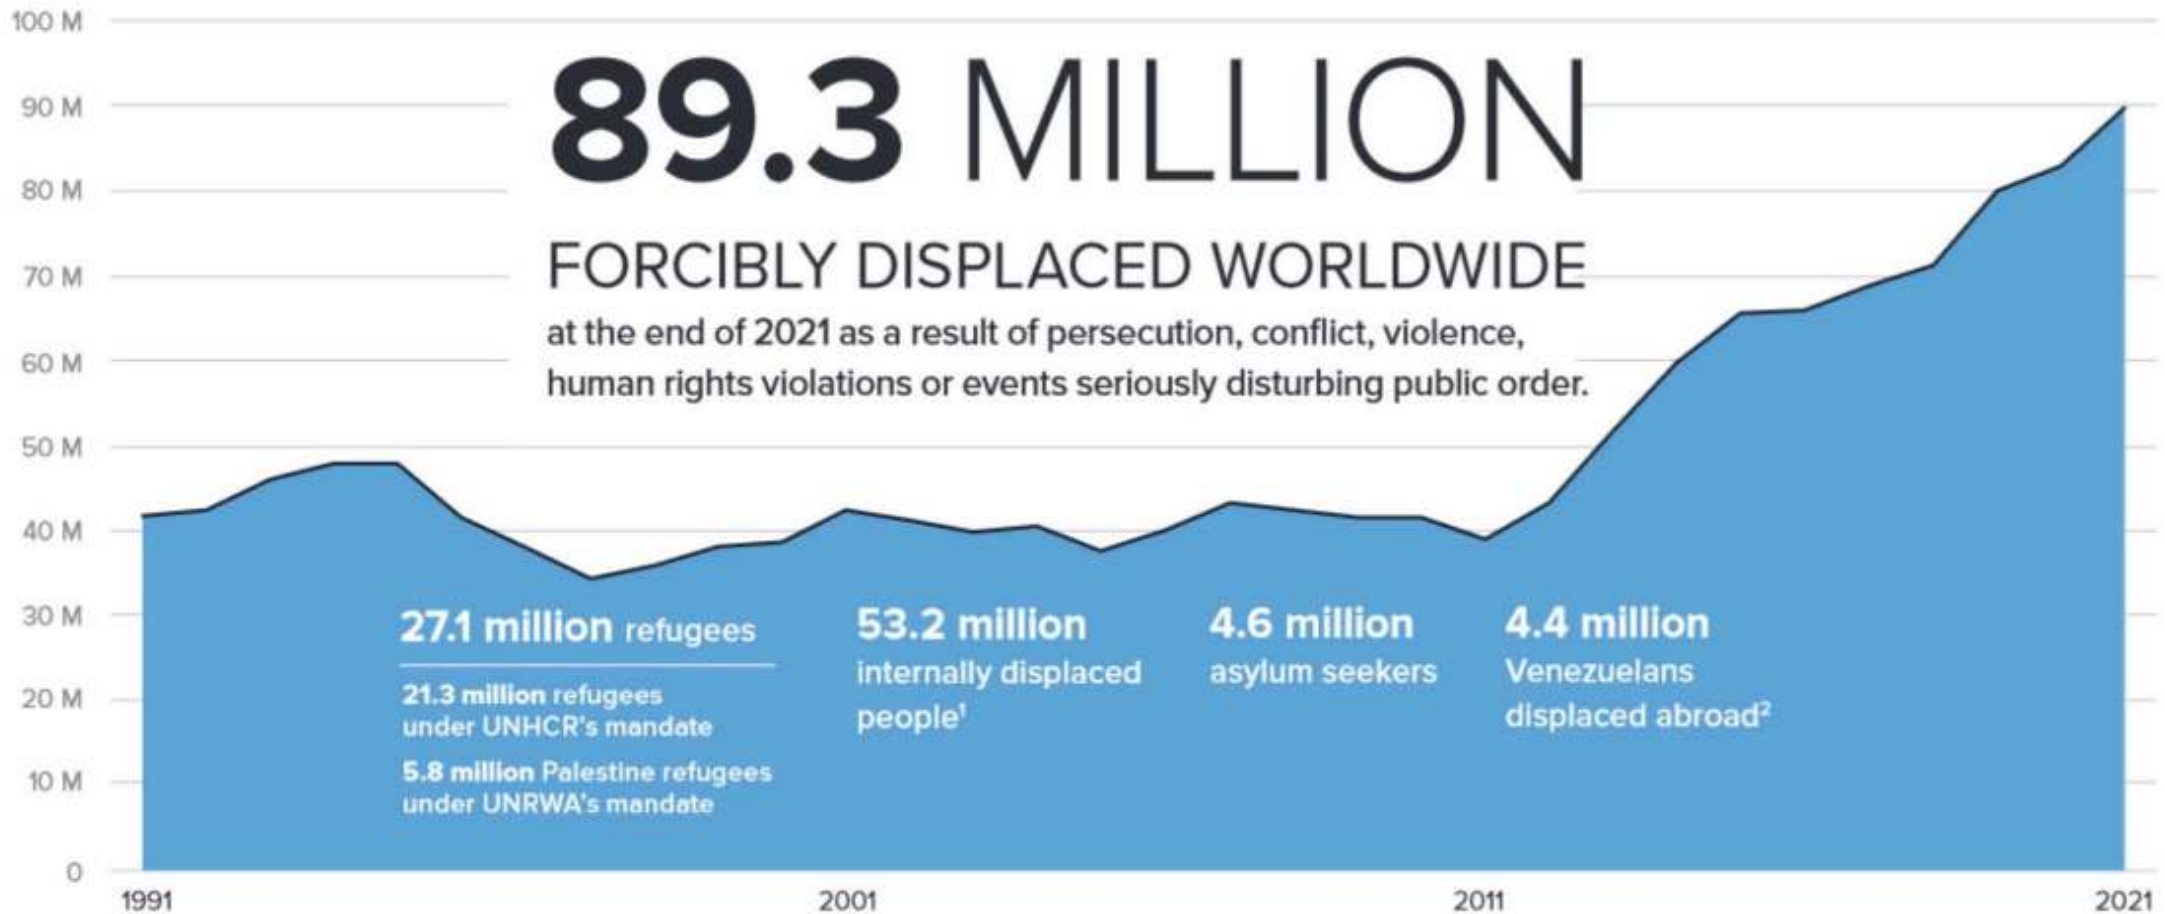 100 M
90 M
80 M
70 M
60 M
50 M
40 M
30 M
20 M
10 M
0
89.3 MILLION
FORCIBLY DISPLACED WORLDWIDE
at the end of 2021 as a result of persecution, conflict, violence,
human rights violations or events seriously disturbing public order.
27.1 million refugees
21.3 million refugees
under UNHCR's mandate
5.8 million Palestine refugees
under UNRWA's mandate
53.2 million
internally displaced
people¹
4.6 million
asylum seekers
4.4 million
Venezuelans
displaced abroad²
1991
2001
2011
2021